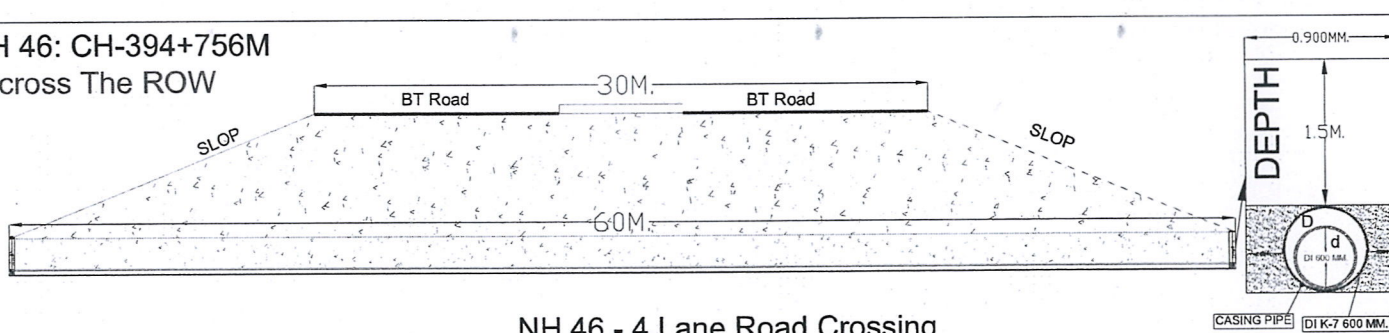 H 46: CH-394+756M
cross The ROW
30M.
BT Road
BT Road
SLOP
SLOP
60M.
0.900MM.
DEPTH
1.5M.
D
d
DI 600 MM.
CASING PIPE
DI K-7 600 MM.
NH 46 - 4 Lane Road Crossing